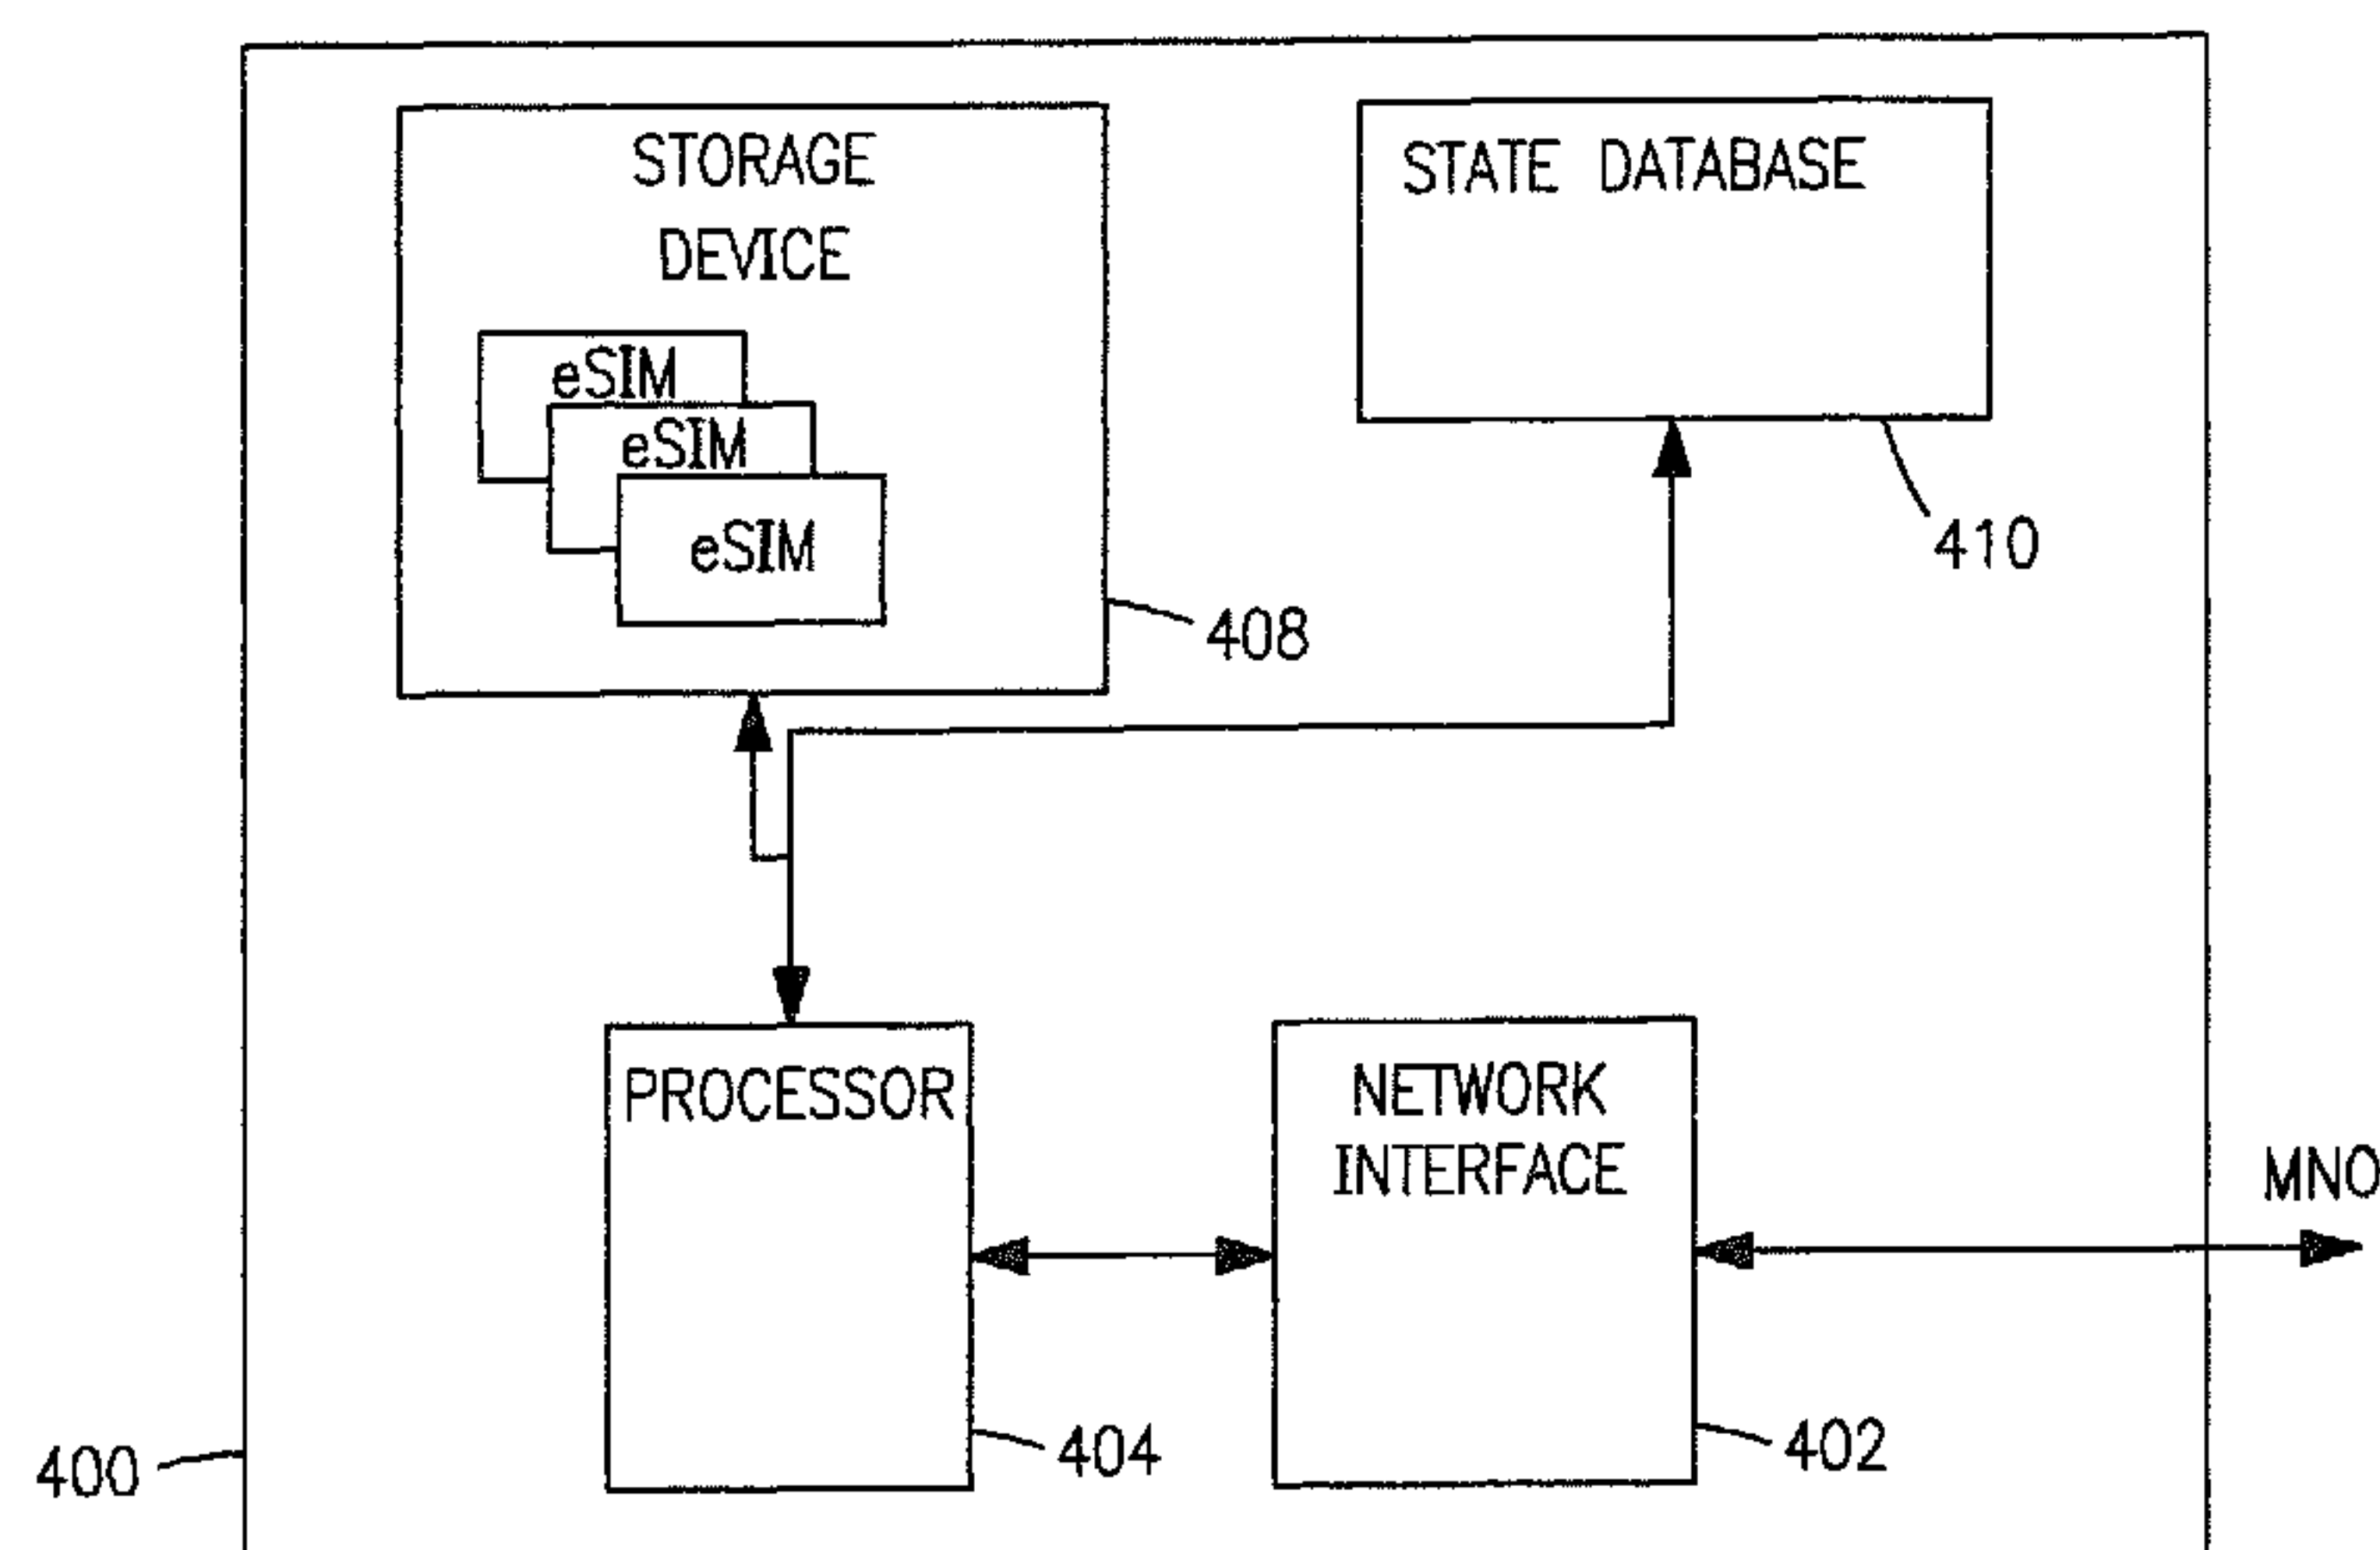 STORAGE
DEVICE
eSIM
eSIM
eSIM
408
STATE DATABASE
410
PROCESSOR
404
NETWORK
INTERFACE
402
MNO
400